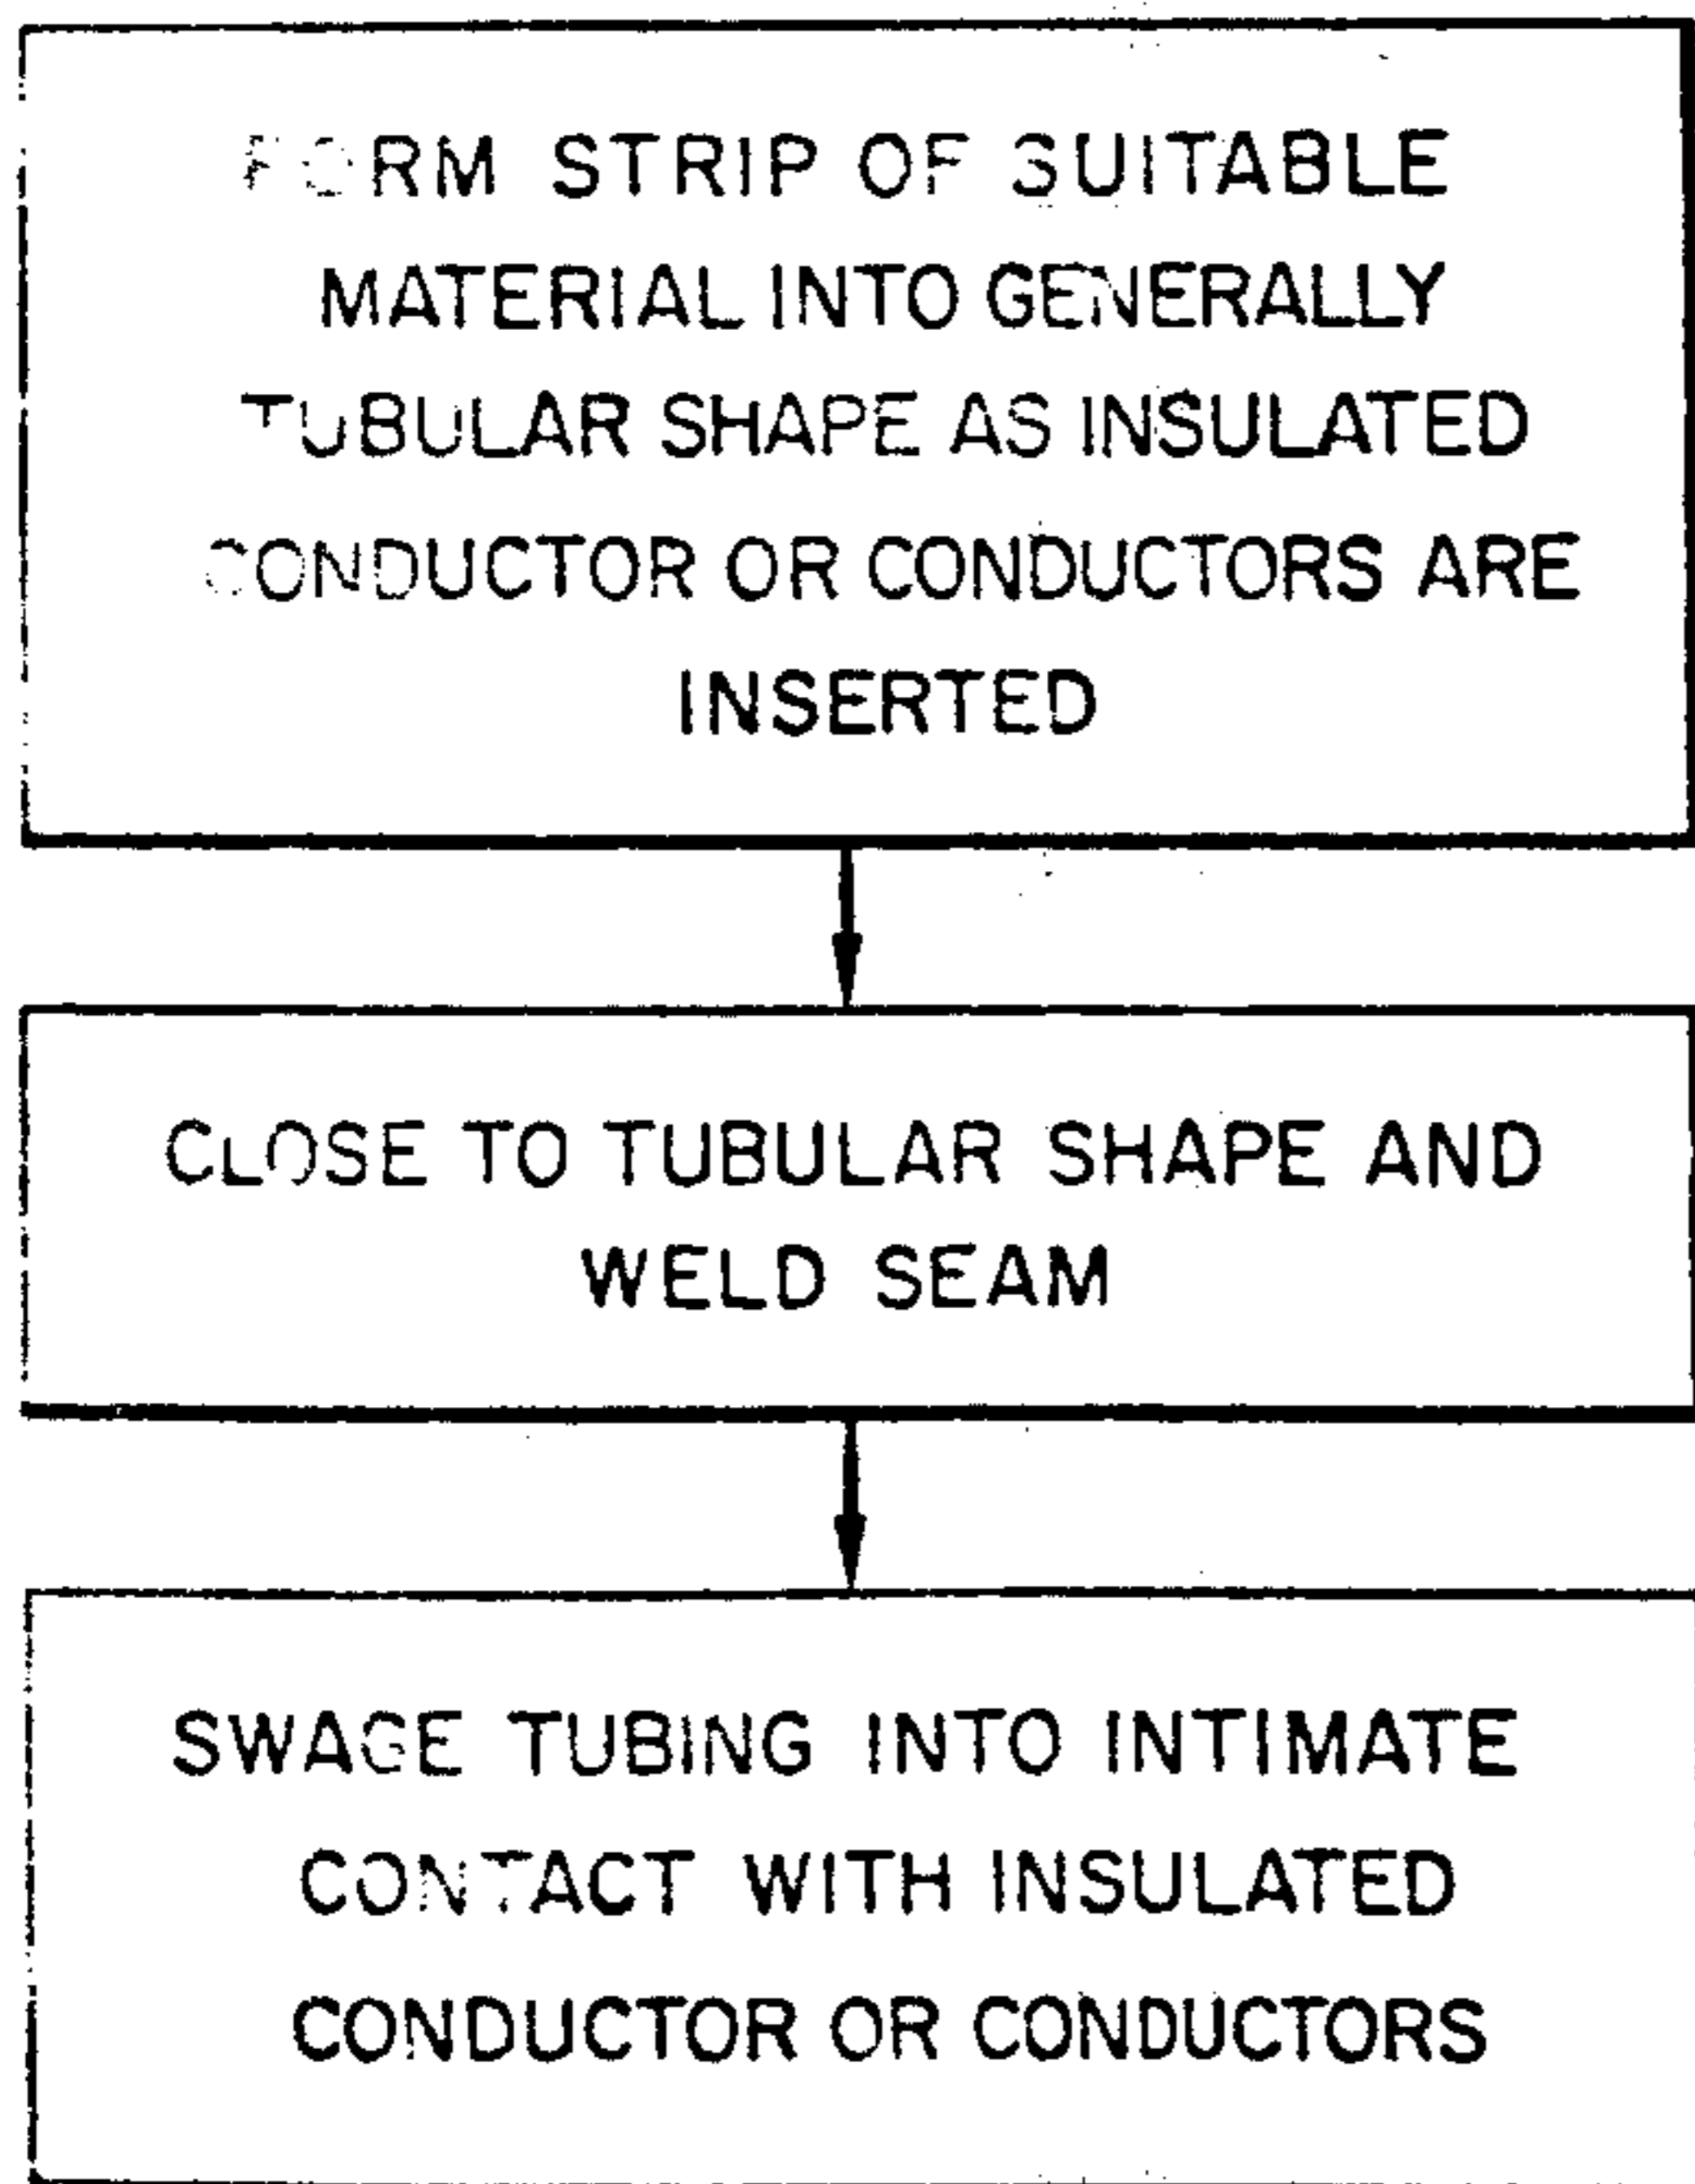 FORM STRIP OF SUITABLE
MATERIAL INTO GENERALLY
TUBULAR SHAPE AS INSULATED
CONDUCTOR OR CONDUCTORS ARE
INSERTED
CLOSE TO TUBULAR SHAPE AND
WELD SEAM
SWAGE TUBING INTO INTIMATE
CONTACT WITH INSULATED
CONDUCTOR OR CONDUCTORS